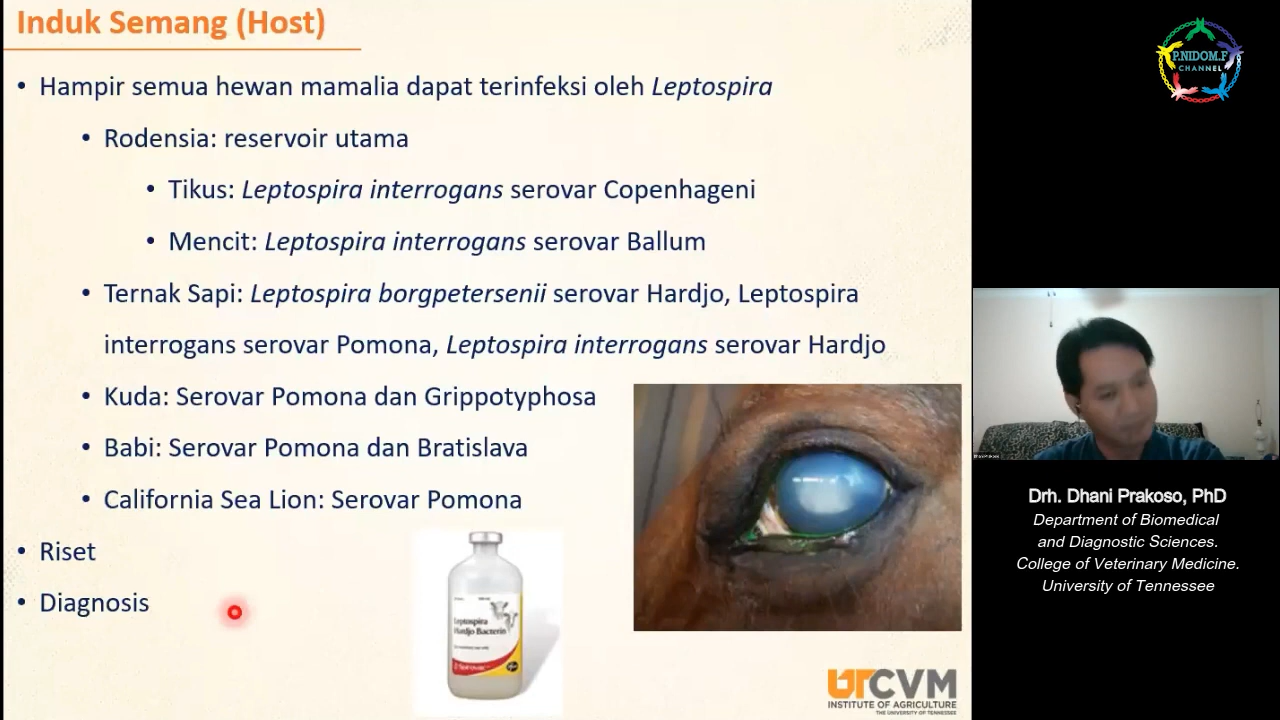 Induk Semang (Host)
• Hampir semua hewan mamalia dapat terinfeksi oleh Leptospira
• Rodensia: reservoir utama
• Tikus: Leptospira interrogans serovar Copenhageni
• Mencit: Leptospira interrogans serovar Ballum
• Ternak Sapi: Leptospira borgpetersenii serovar Hardjo, Leptospira
interrogans serovar Pomona, Leptospira interrogans serovar Hardjo
• Kuda: Serovar Pomona dan Grippotyphosa
• Babi: Serovar Pomona dan Bratislava
• California Sea Lion: Serovar Pomona
• Riset
• Diagnosis
Leptospira
Hardjo Bacterin
UTCVM
INSTITUTE OF AGRICULTURE
THE UNIVERSITY OF TENNESSEE
P.NIDOM.F
CHANNEL
Drh. Dhani Prakoso, PhD
Department of Biomedical
and Diagnostic Sciences.
College of Veterinary Medicine.
University of Tennessee